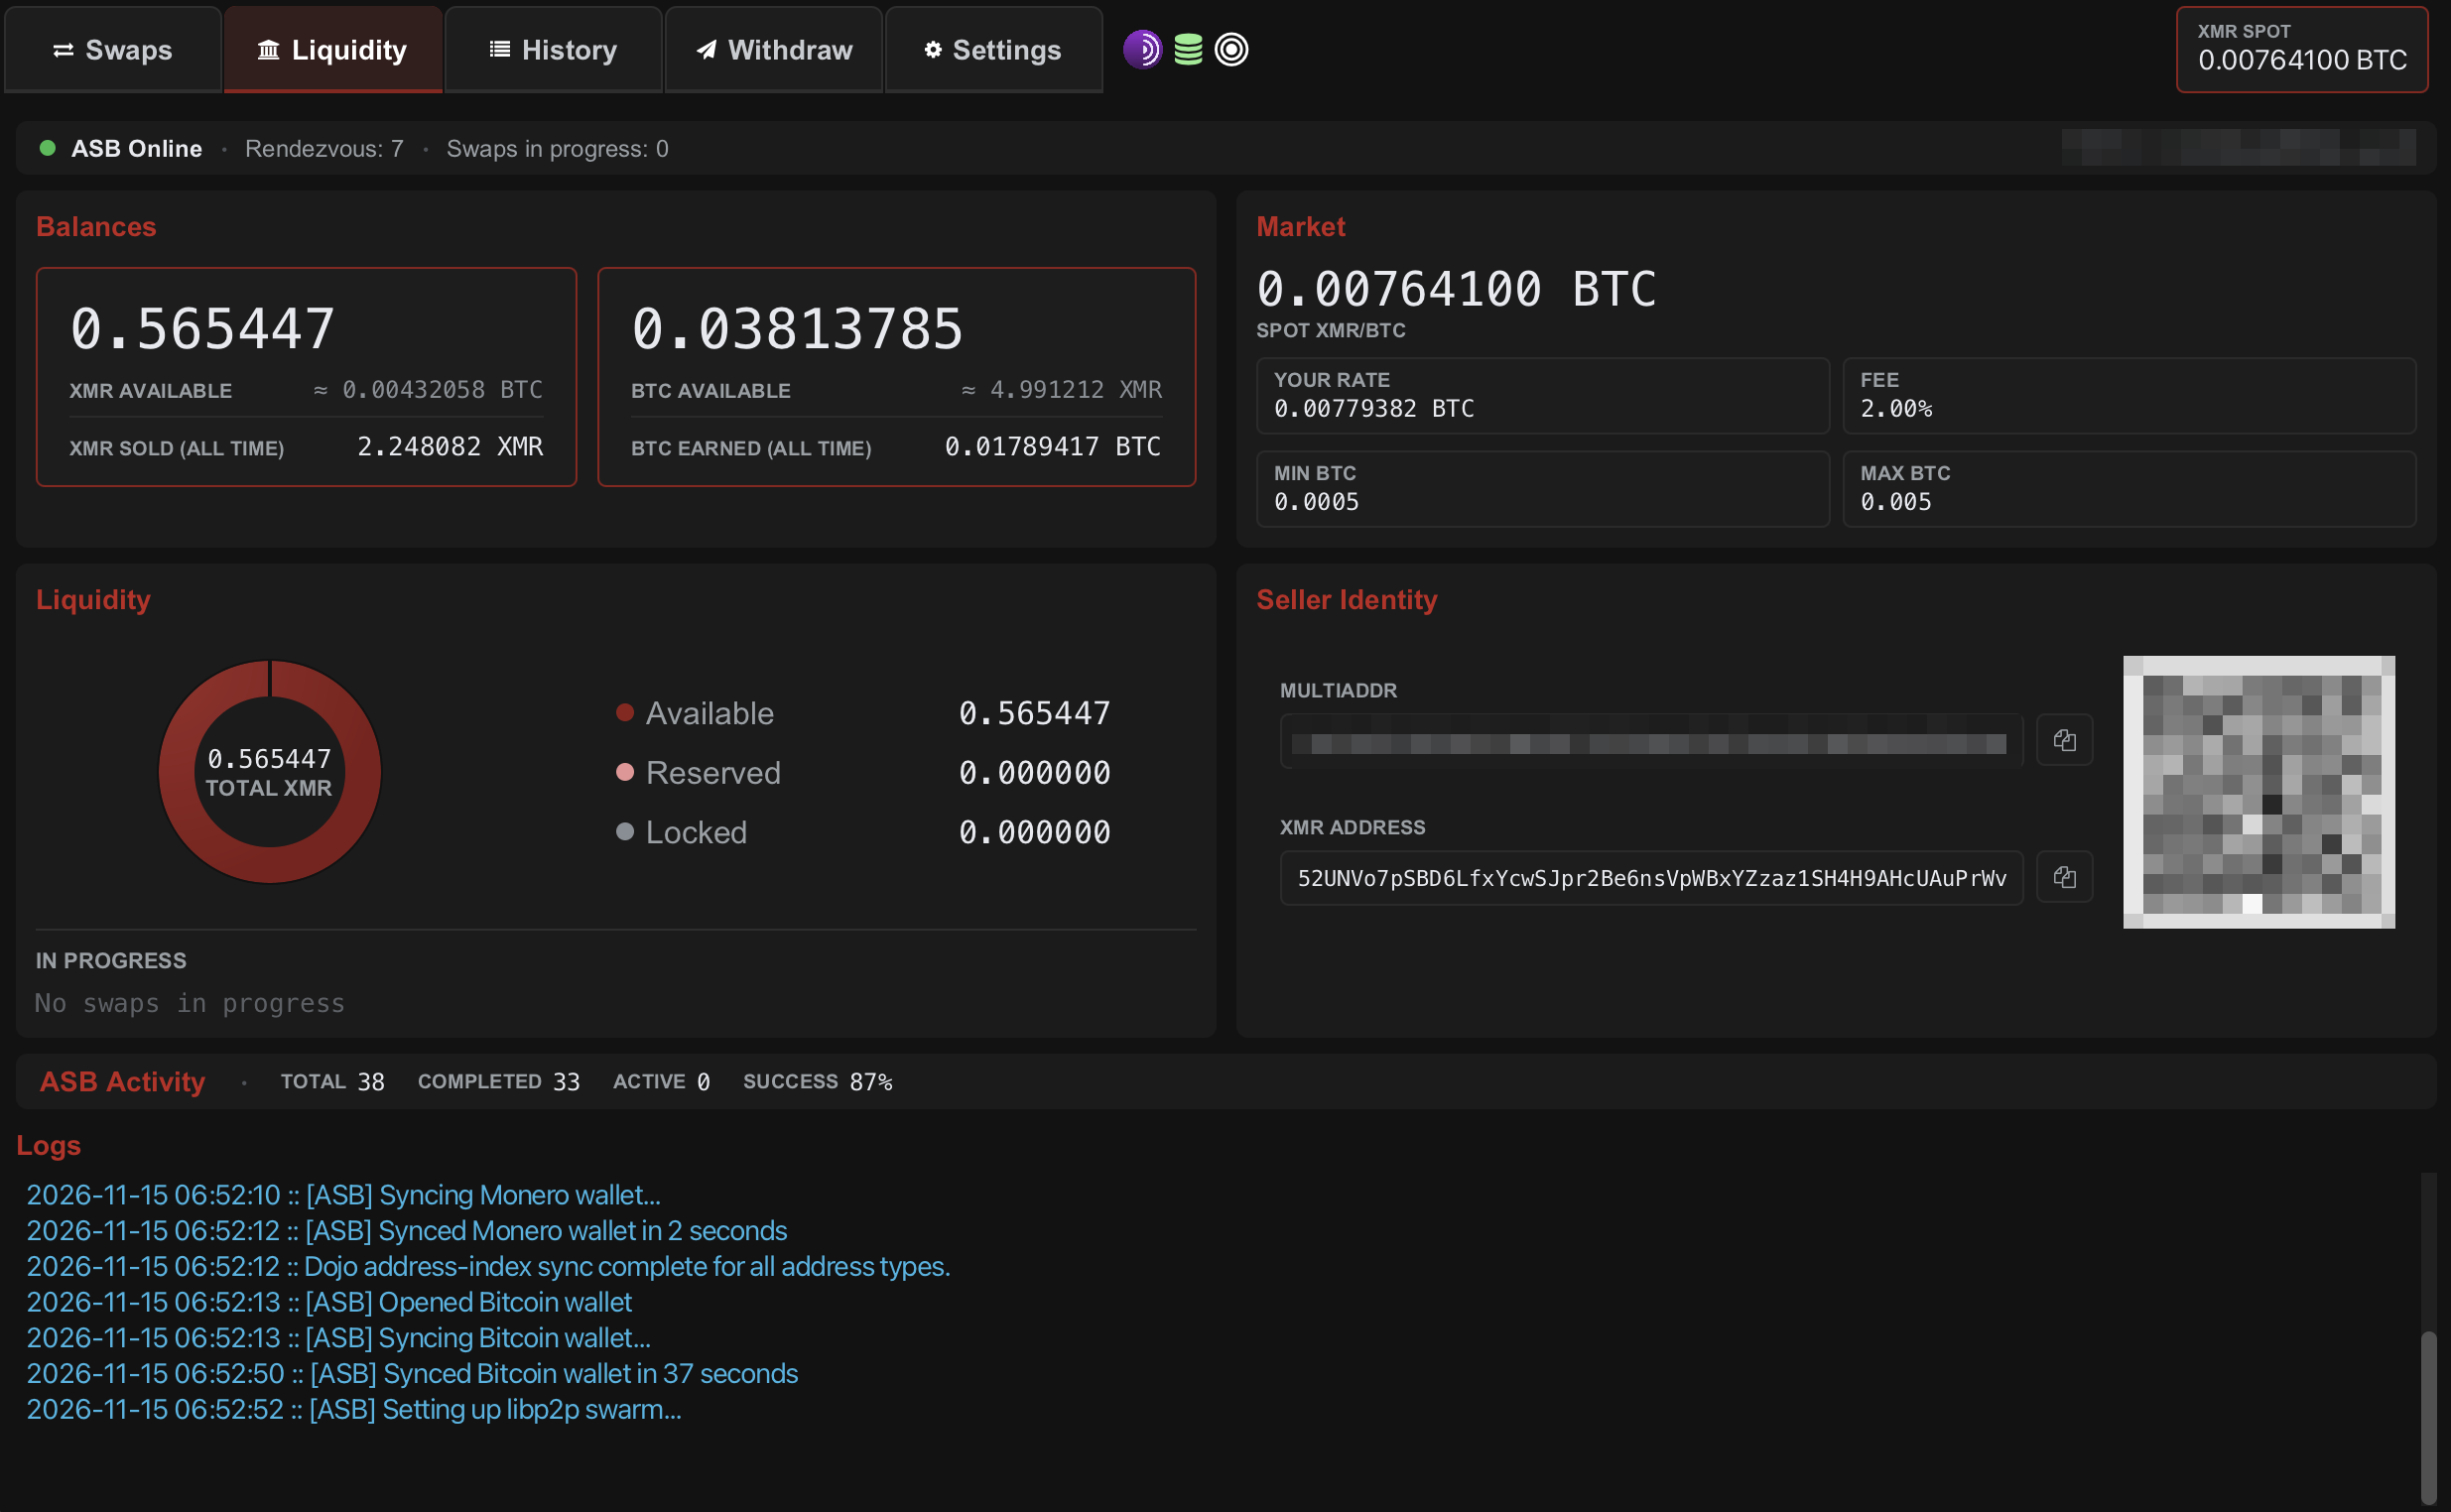 Swaps
Liquidity
History
Withdraw
Settings
XMR SPOT
0.00764100 BTC
ASB Online · Rendezvous: 7 · Swaps in progress: 0
Balances
0.565447
XMR AVAILABLE ≈ 0.00432058 BTC
XMR SOLD (ALL TIME) 2.248082 XMR
0.03813785
BTC AVAILABLE ≈ 4.991212 XMR
BTC EARNED (ALL TIME) 0.01789417 BTC
Market
0.00764100 BTC
SPOT XMR/BTC
YOUR RATE
0.00779382 BTC
FEE
2.00%
MIN BTC
0.0005
MAX BTC
0.005
Liquidity
0.565447
TOTAL XMR
Available 0.565447
Reserved 0.000000
Locked 0.000000
IN PROGRESS
No swaps in progress
Seller Identity
MULTIADDR
XMR ADDRESS
52UNVo7pSBD6LfxYcwSJpr2Be6nsVpWBxYZzaz1SH4H9AHcUAuPrWv
ASB Activity · TOTAL 38 COMPLETED 33 ACTIVE 0 SUCCESS 87%
Logs
2026-11-15 06:52:10 :: [ASB] Syncing Monero wallet...
2026-11-15 06:52:12 :: [ASB] Synced Monero wallet in 2 seconds
2026-11-15 06:52:12 :: Dojo address-index sync complete for all address types.
2026-11-15 06:52:13 :: [ASB] Opened Bitcoin wallet
2026-11-15 06:52:13 :: [ASB] Syncing Bitcoin wallet...
2026-11-15 06:52:50 :: [ASB] Synced Bitcoin wallet in 37 seconds
2026-11-15 06:52:52 :: [ASB] Setting up libp2p swarm...